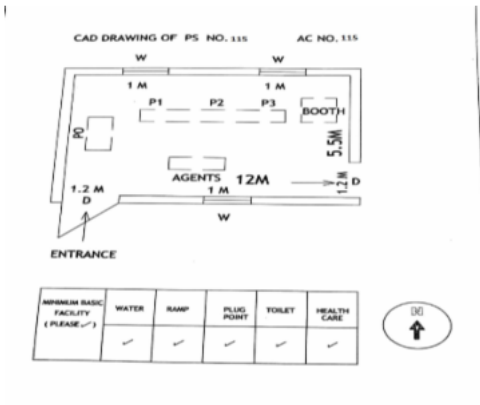 CAD DRAWING OF PS NO. 115 AC NO. 115
W W
1 M 1 M
P1 P2 P3
BOOTH
PO
5.5M
AGENTS 12M
1.2 M 1 M 1.2 M D
D
W
ENTRANCE
MINIMUM BASIC FACILITY (PLEASE ✓) WATER RAMP PLUG POINT TOILET HEALTH CARE
✓ ✓ ✓ ✓ ✓
N